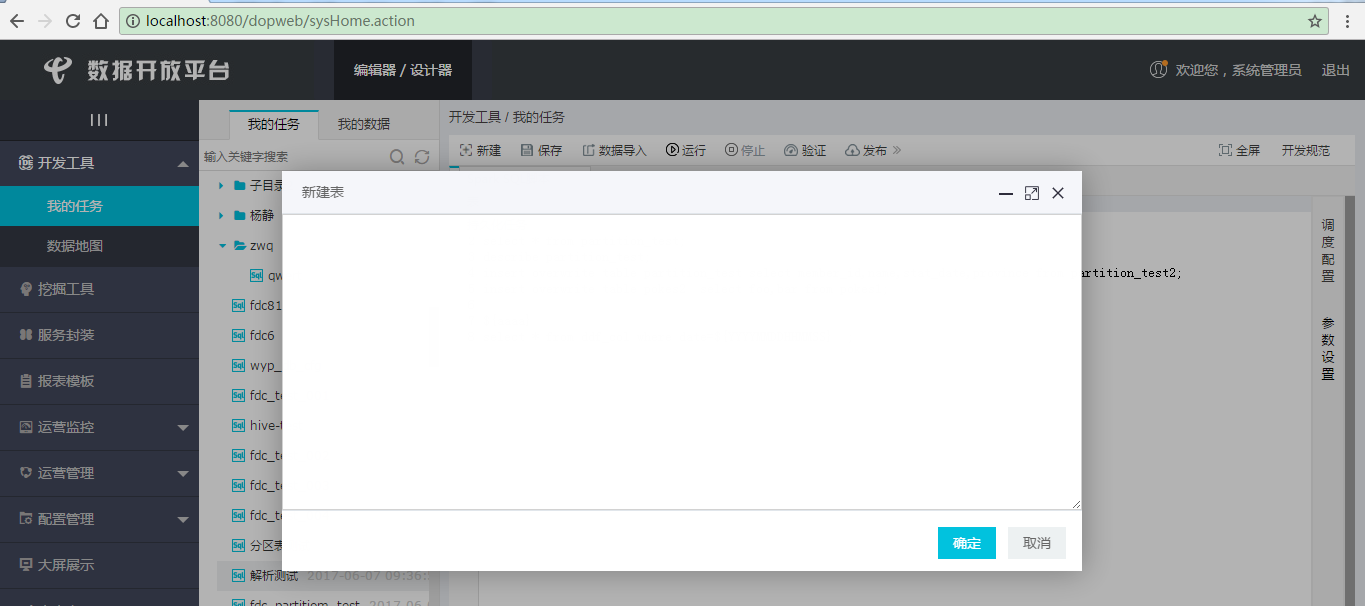 localhost:8080/dopweb/sysHome.action
数据开放平台
编辑器 / 设计器
欢迎您，系统管理员
退出
开发工具
我的任务
数据地图
挖掘工具
服务封装
报表模板
运营监控
运营管理
配置管理
大屏展示
我的任务
我的数据
输入关键字搜索
子目录
杨静
zwq
qw
fdc81
fdc6
wyp_
fdc_te
hive-t
fdc_te
fdc_te
fdc_te
分区表
解析测试 2017-06-07 09:36:
fdc_partitiom_test 2017-06-
开发工具 / 我的任务
新建
保存
数据导入
运行
停止
验证
发布
全屏
开发规范
artition_test2;
调度配置
参数设置
新建表
确定
取消